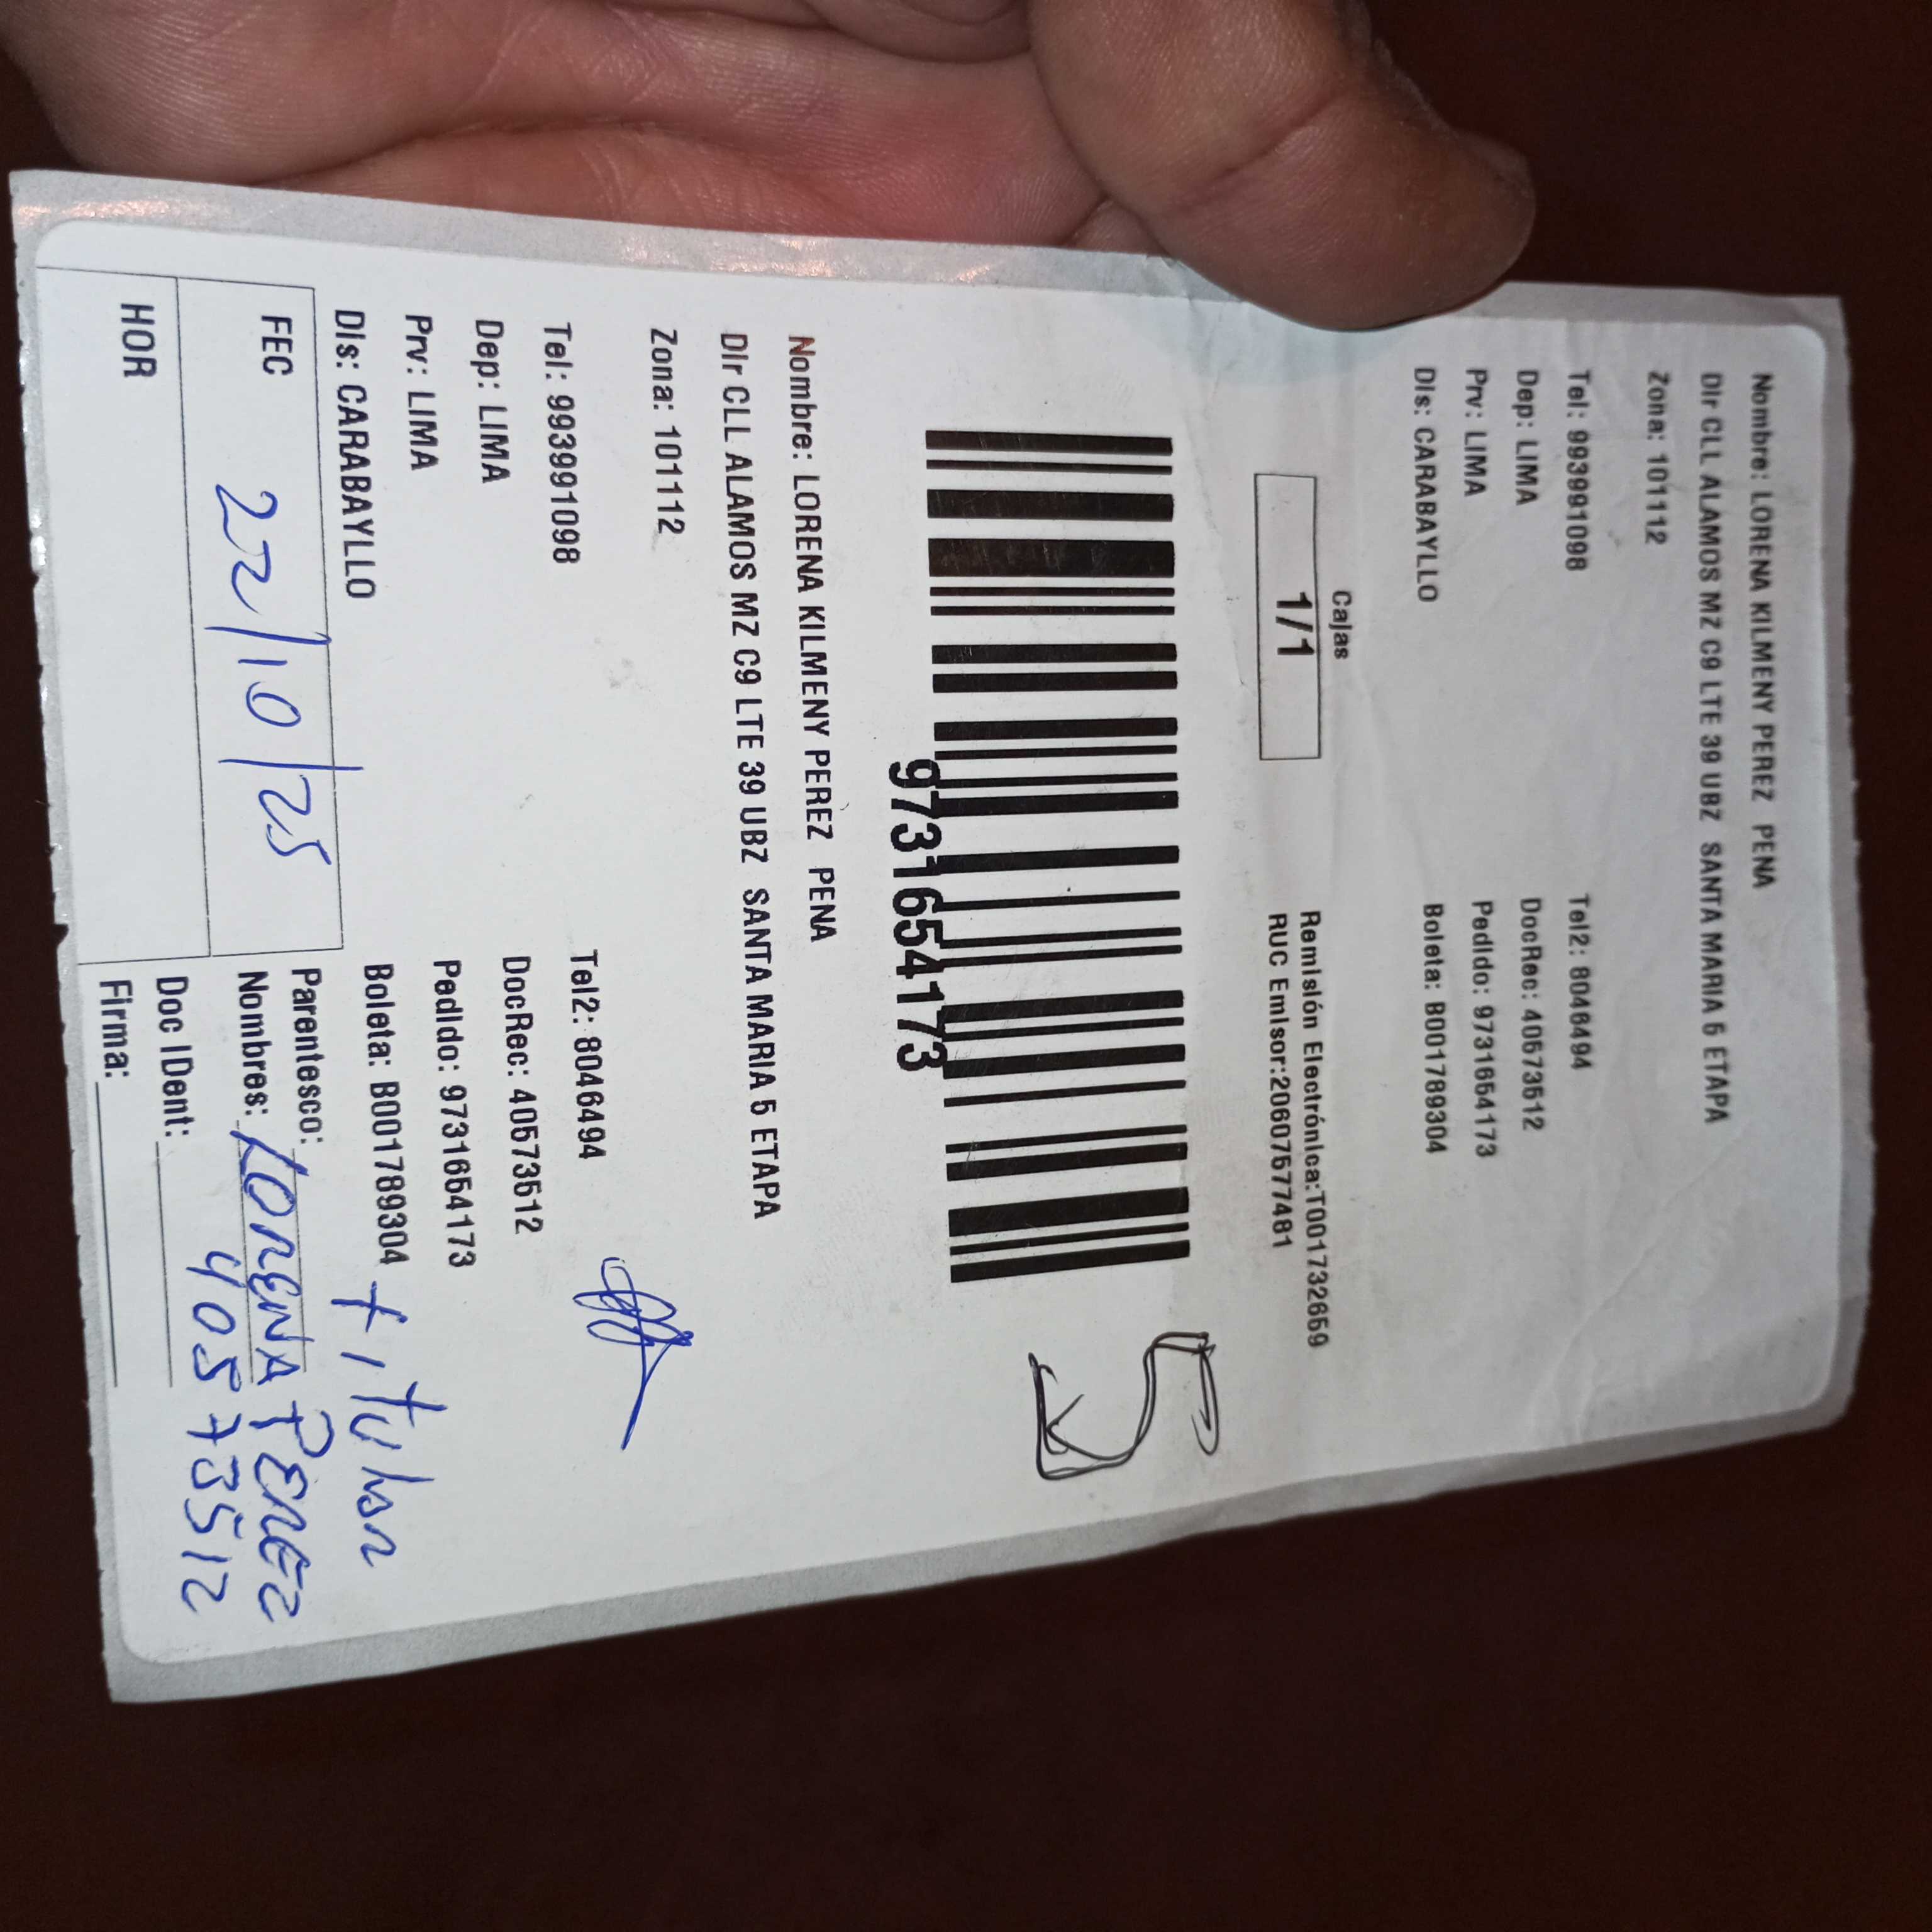 Nombre: LORENA KILMENY PEREZ PENA
Dir CLL ALAMOS MZ C9 LTE 39 UBZ SANTA MARIA 5 ETAPA
Zona: 101112
Tel: 993991098 Tel2: 8046494
Dep: LIMA DocRec: 40573512
Prv: LIMA Pedido: 9731654173
Dis: CARABAYLLO Boleta: B001789304
Cajas
1/1
Remisión Electrónica:T001732659
RUC Emisor:20607577481
5
9731654173
Nombre: LORENA KILMENY PEREZ PENA
Dir CLL ALAMOS MZ C9 LTE 39 UBZ SANTA MARIA 5 ETAPA
Zona: 101112
Tel: 993991098 Tel2: 8046494
Dep: LIMA DocRec: 40573512
Prv: LIMA Pedido: 9731654173
Dis: CARABAYLLO Boleta: B001789304
FEC 22/10/25
HOR
Parentesco:
Nombres: LORENA PEREZ
Doc IDent: 40573512
Firma: